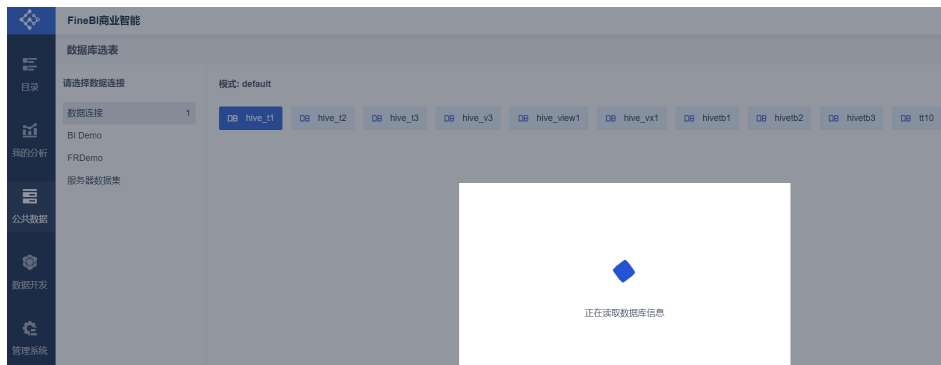 FineBI商业智能
数据库选表
目录
我的分析
公共数据
数据开发
管理系统
请选择数据连接
数据连接 1
BI Demo
FRDemo
服务器数据集
模式: default
DB hive_t1 DB hive_t2 DB hive_t3 DB hive_v3 DB hive_view1 DB hive_vx1 DB hivetb1 DB hivetb2 DB hivetb3 DB tt10
正在读取数据库信息